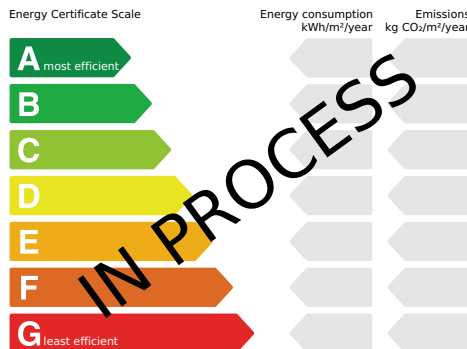 Energy Certificate Scale
Energy consumption
kWh/m²/year
Emissions
kg CO₂/m²/year
A most efficient
B
C
D
E
F
G least efficient
IN PROCESS